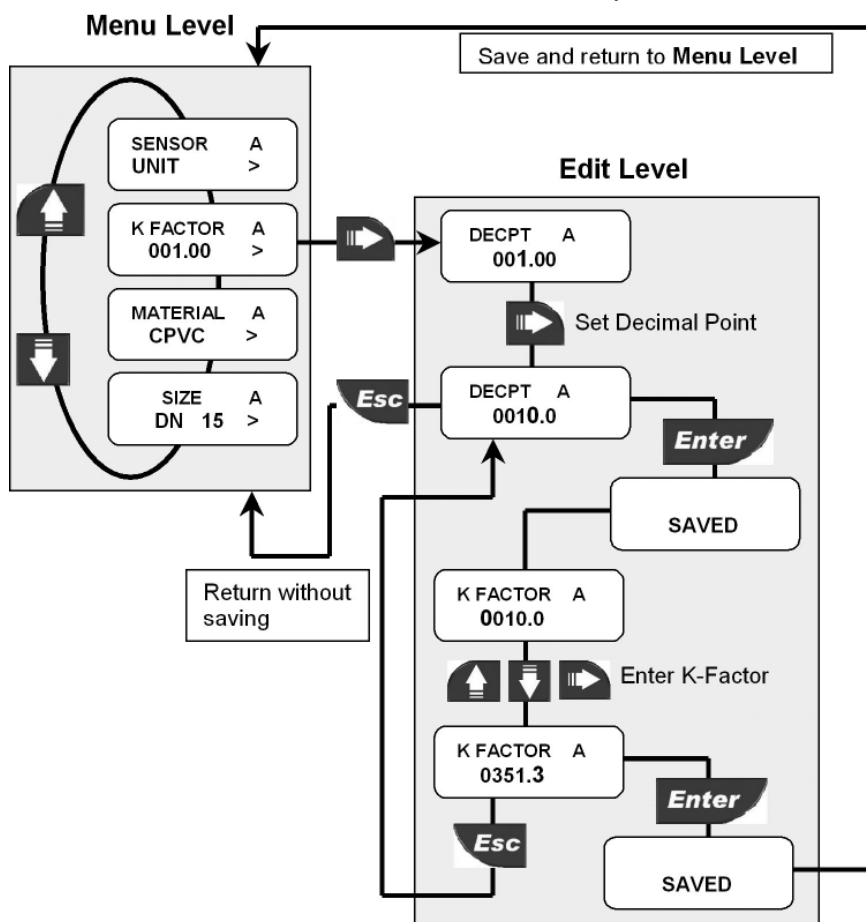 Menu Level
Save and return to Menu Level
SENSOR A
UNIT >
K FACTOR A
001.00 >
MATERIAL A
CPVC >
SIZE A
DN 15 >
Edit Level
DECPT A
001.00
Set Decimal Point
Esc
DECPT A
0010.0
Enter
SAVED
Return without
saving
K FACTOR A
0010.0
Enter K-Factor
K FACTOR A
0351.3
Enter
Esc
SAVED